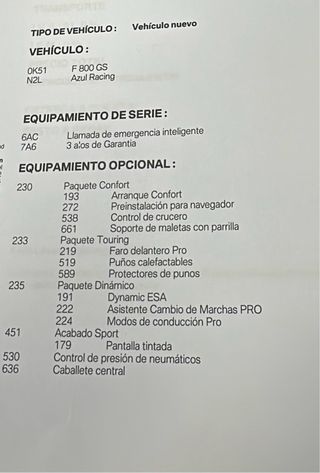 TIPO DE VEHÍCULO : Vehículo nuevo
VEHÍCULO :
0K51 F 800 GS
N2L Azul Racing
EQUIPAMIENTO DE SERIE :
6AC Llamada de emergencia inteligente
7A6 3 años de Garantia
EQUIPAMIENTO OPCIONAL :
230 Paquete Confort
193 Arranque Confort
272 Preinstalación para navegador
538 Control de crucero
661 Soporte de maletas con parrilla
233 Paquete Touring
219 Faro delantero Pro
519 Puños calefactables
589 Protectores de punos
235 Paquete Dinámico
191 Dynamic ESA
222 Asistente Cambio de Marchas PRO
224 Modos de conducción Pro
451 Acabado Sport
179 Pantalla tintada
530 Control de presión de neumáticos
636 Caballete central